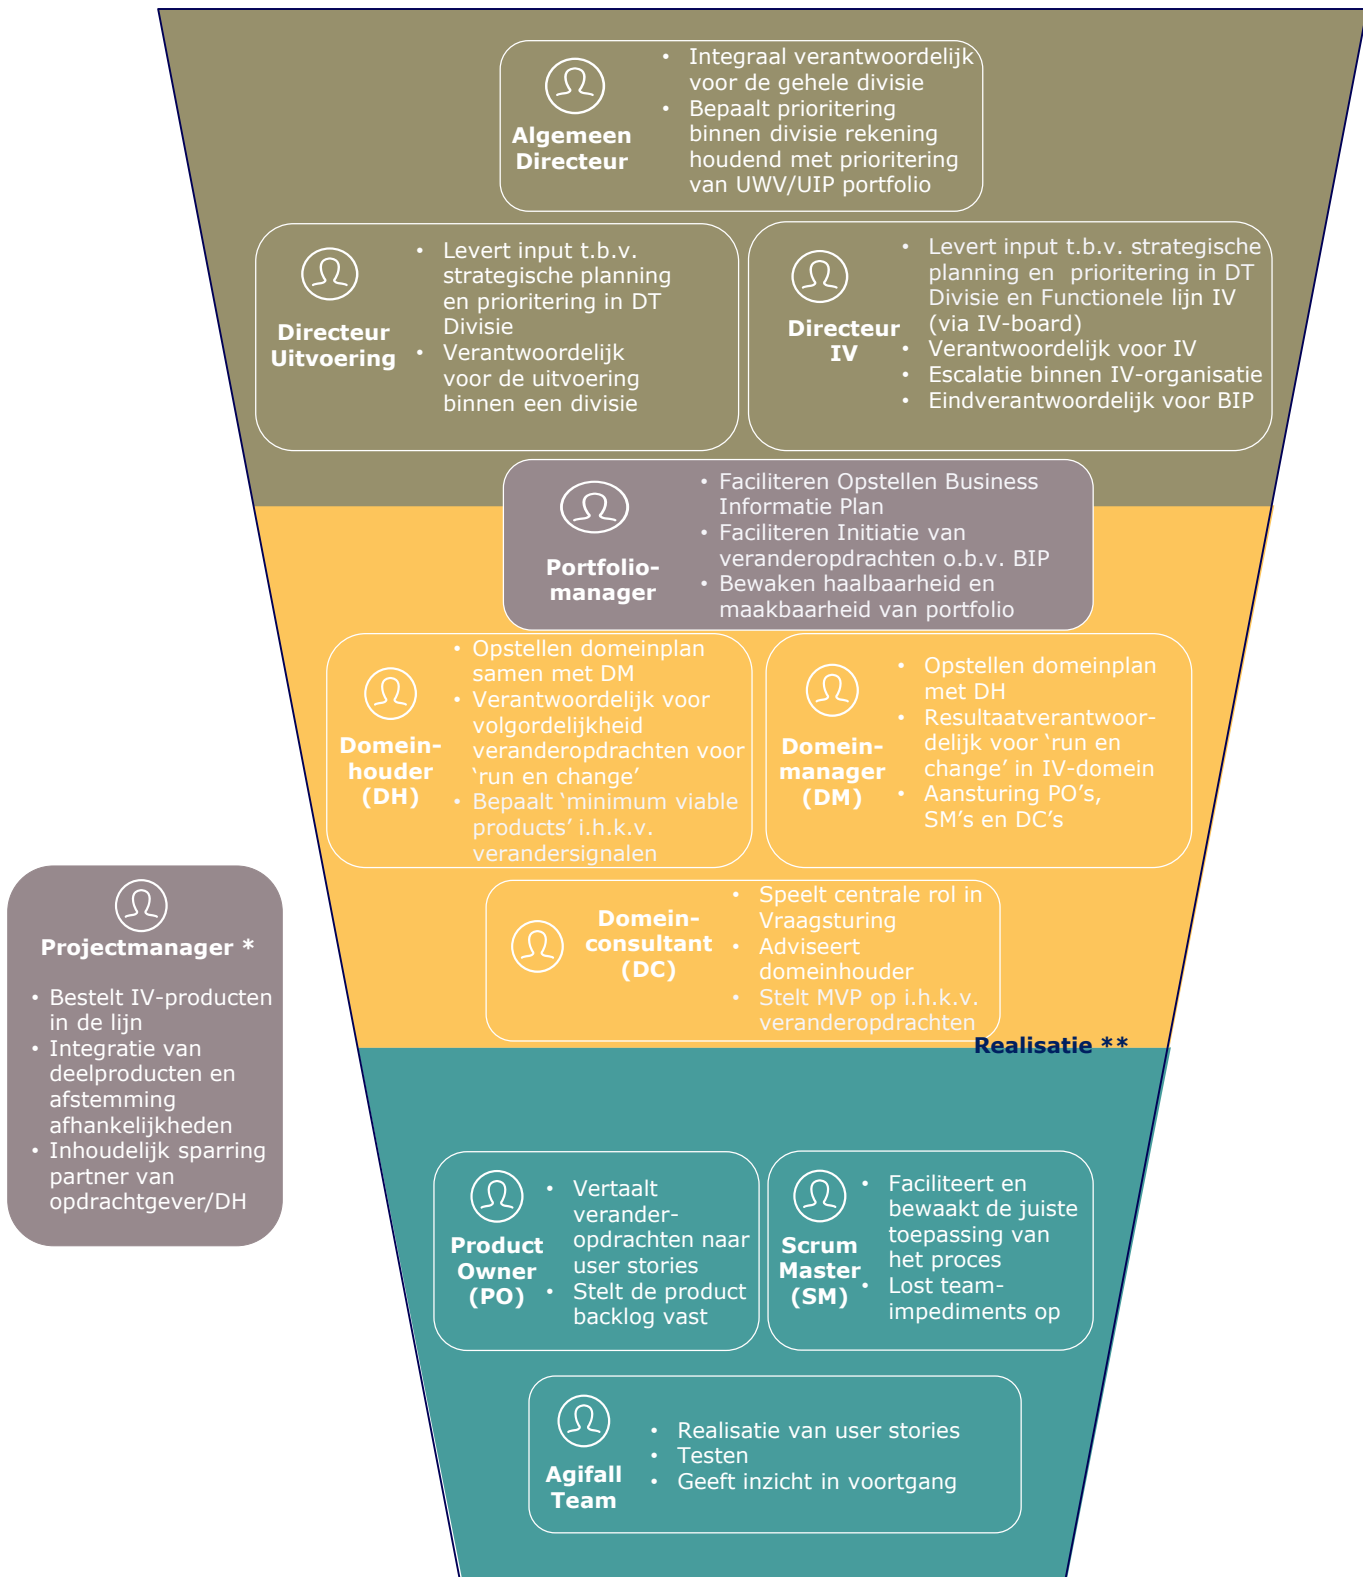 Algemeen
Directeur
• Integraal verantwoordelijk
voor de gehele divisie
• Bepaalt prioritering
binnen divisie rekening
houdend met prioritering
van UWV/UIP portfolio
Directeur
Uitvoering
• Levert input t.b.v.
strategische planning
en prioritering in DT
Divisie
• Verantwoordelijk
voor de uitvoering
binnen een divisie
Directeur
IV
• Levert input t.b.v. strategische
planning en prioritering in DT
Divisie en Functionele lijn IV
(via IV-board)
• Verantwoordelijk voor IV
• Escalatie binnen IV-organisatie
• Eindverantwoordelijk voor BIP
Portfolio-
manager
• Faciliteren Opstellen Business
Informatie Plan
• Faciliteren Initiatie van
veranderopdrachten o.b.v. BIP
• Bewaken haalbaarheid en
maakbaarheid van portfolio
Domein-
houder
(DH)
• Opstellen domeinplan
samen met DM
• Verantwoordelijk voor
volgordelijkheid
veranderopdrachten voor
‘run en change’
• Bepaalt ‘minimum viable
products’ i.h.k.v.
verandersignalen
Domein-
manager
(DM)
• Opstellen domeinplan
met DH
• Resultaatverantwoor-
delijk voor ‘run en
change’ in IV-domein
• Aansturing PO’s,
SM’s en DC’s
Domein-
consultant
(DC)
• Speelt centrale rol in
Vraagsturing
• Adviseert
domeinhouder
• Stelt MVP op i.h.k.v.
veranderopdrachten
Projectmanager *
• Bestelt IV-producten
in de lijn
• Integratie van
deelproducten en
afstemming
afhankelijkheden
• Inhoudelijk sparring
partner van
opdrachtgever/DH
Realisatie **
Product
Owner
(PO)
• Vertaalt
verander-
opdrachten naar
user stories
• Stelt de product
backlog vast
Scrum
Master
(SM)
• Faciliteert en
bewaakt de juiste
toepassing van
het proces
• Lost team-
impediments op
Agifall
Team
• Realisatie van user stories
• Testen
• Geeft inzicht in voortgang